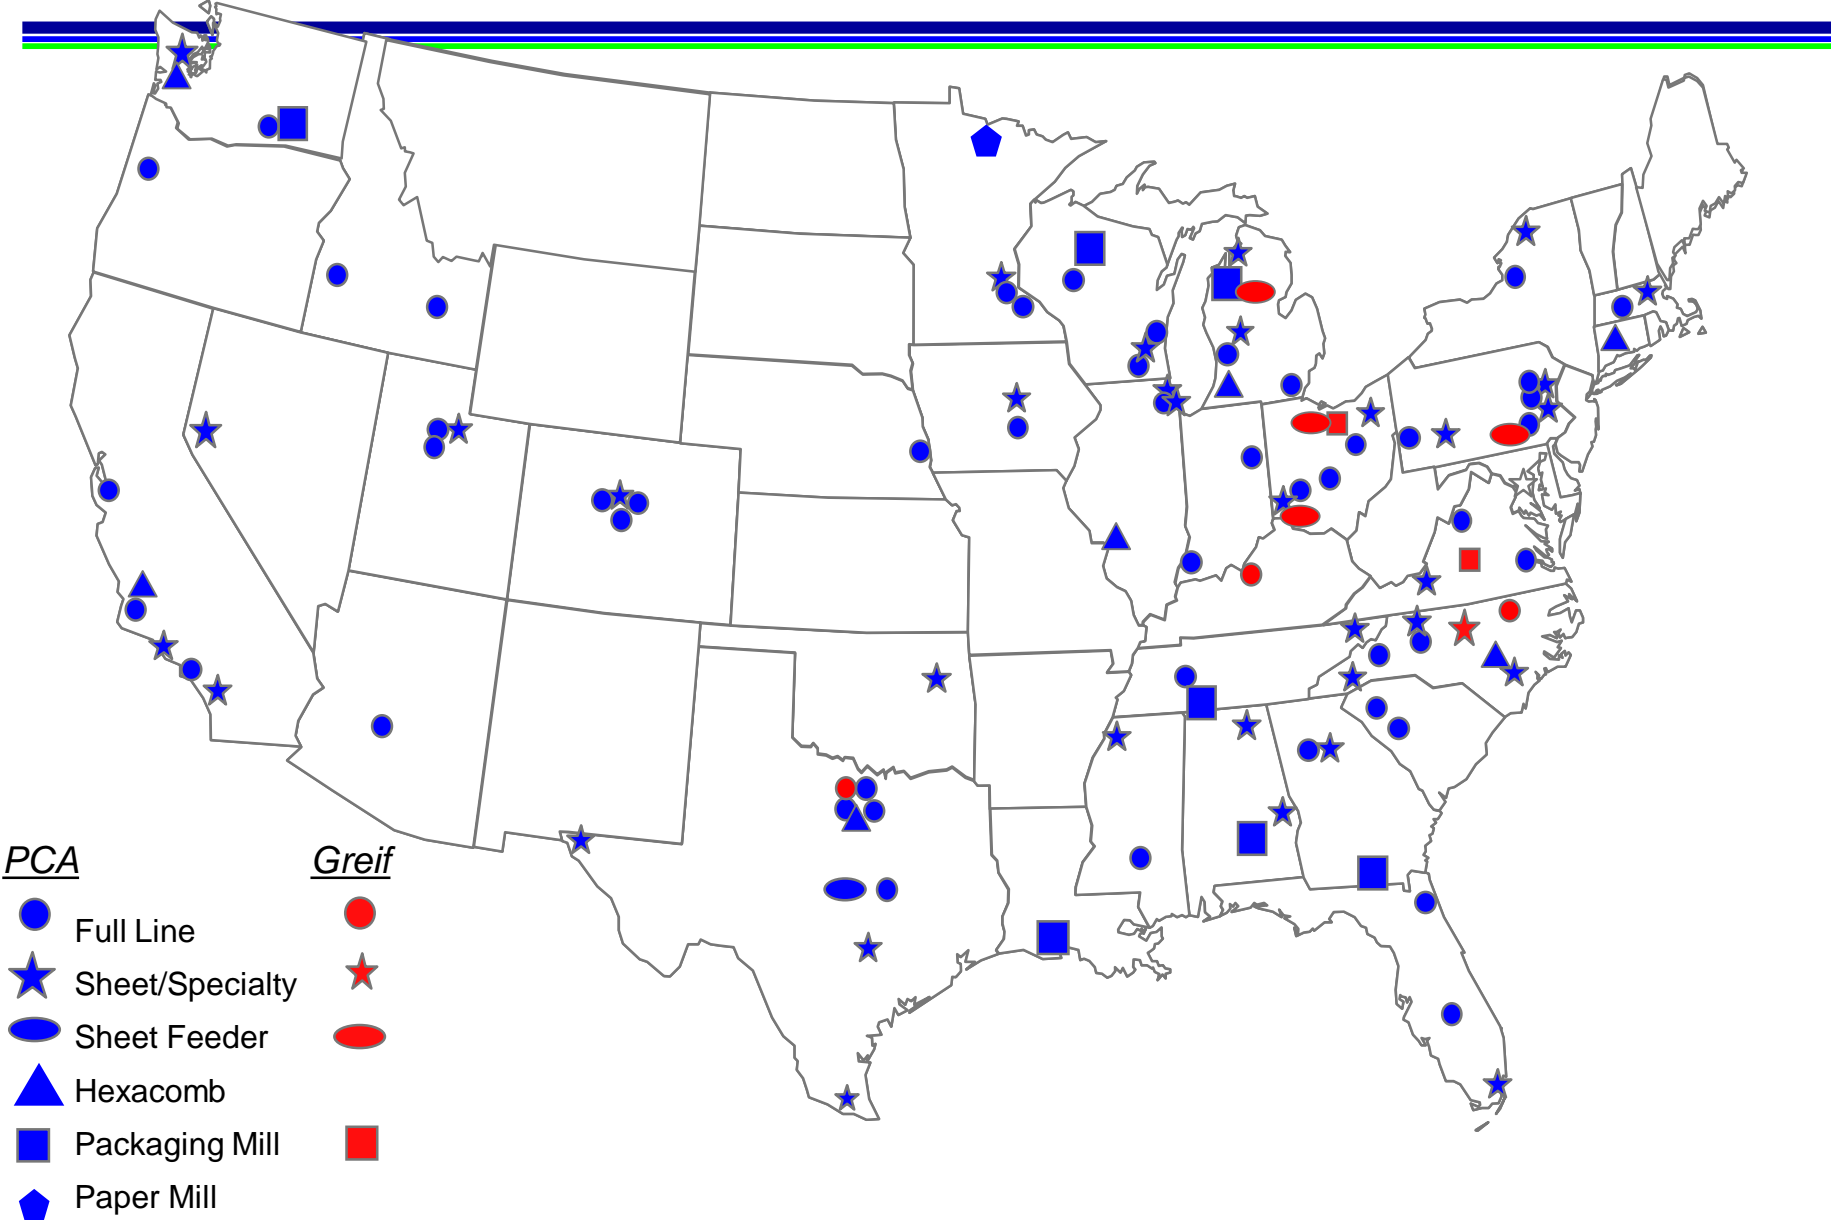 PCA Greif
Full Line
Sheet/Specialty
Sheet Feeder
Hexacomb
Packaging Mill
Paper Mill